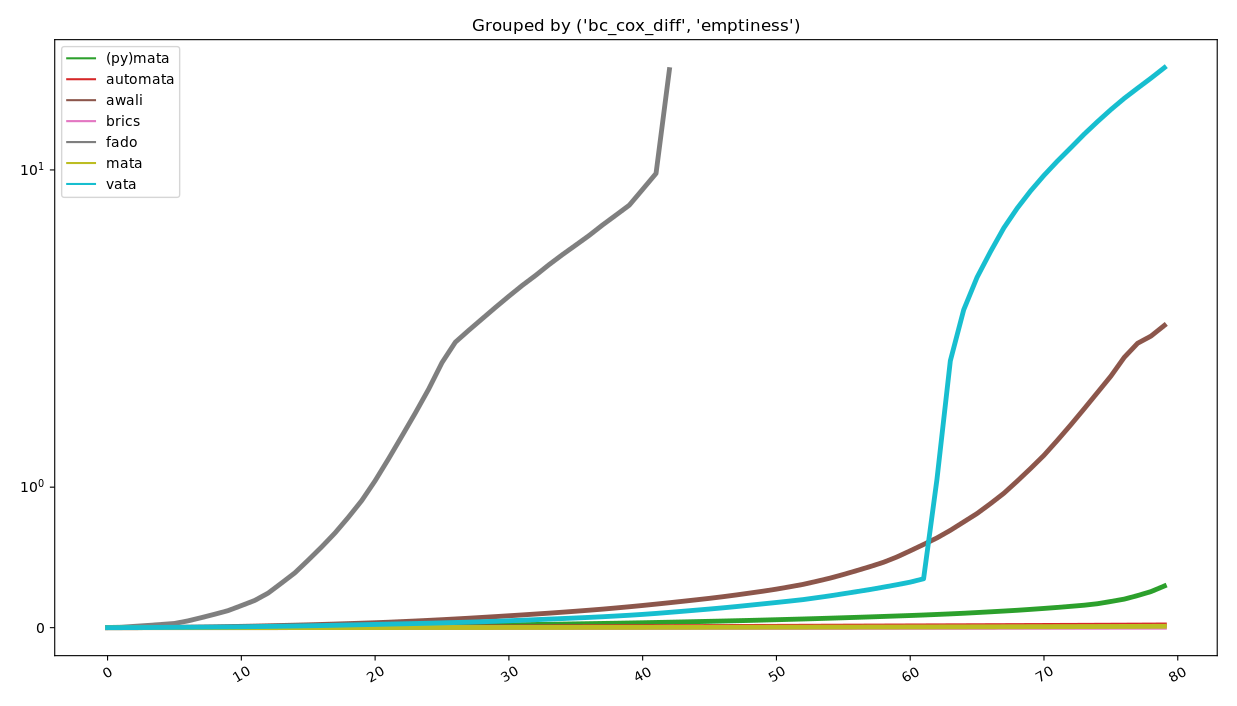 Grouped by ('bc_cox_diff', 'emptiness')
(py)mata
automata
awali
brics
fado
mata
vata
10¹
10⁰
0
0 10 20 30 40 50 60 70 80